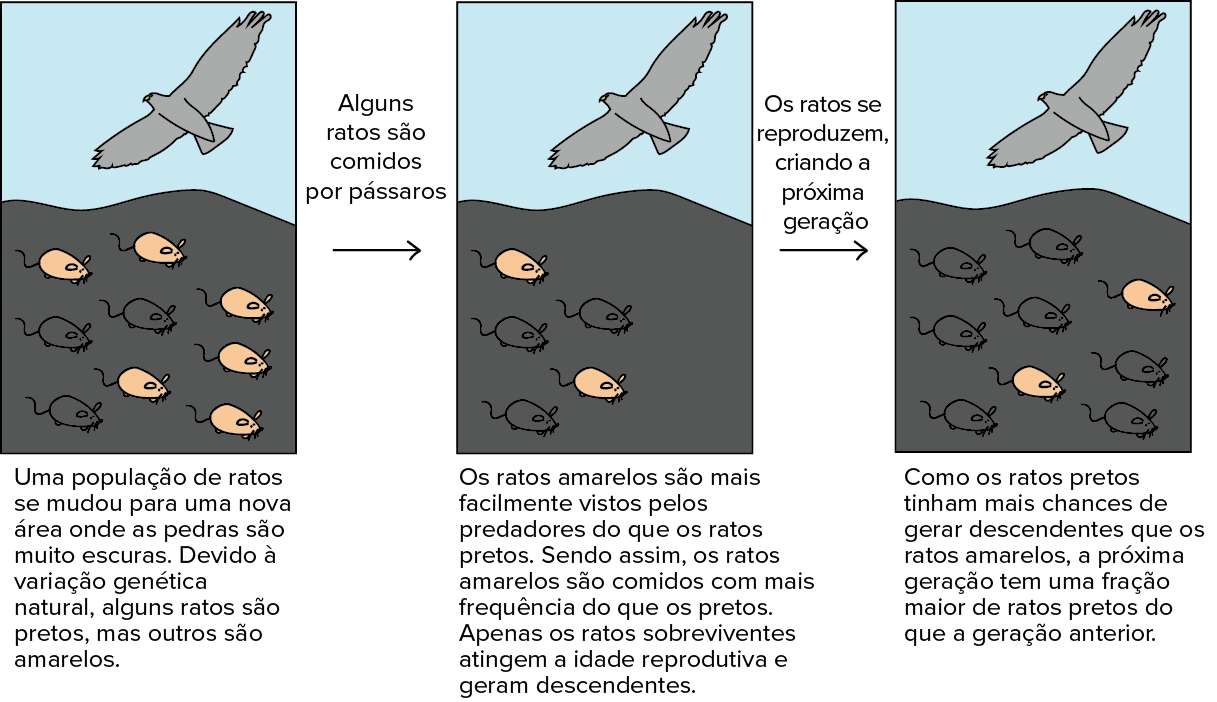 Alguns
ratos são
comidos
por pássaros
Os ratos se
reproduzem,
criando a
próxima
geração
Uma população de ratos
se mudou para uma nova
área onde as pedras são
muito escuras. Devido à
variação genética
natural, alguns ratos são
pretos, mas outros são
amarelos.
Os ratos amarelos são mais
facilmente vistos pelos
predadores do que os ratos
pretos. Sendo assim, os ratos
amarelos são comidos com mais
frequência do que os pretos.
Apenas os ratos sobreviventes
atingem a idade reprodutiva e
geram descendentes.
Como os ratos pretos
tinham mais chances de
gerar descendentes que os
ratos amarelos, a próxima
geração tem uma fração
maior de ratos pretos do
que a geração anterior.